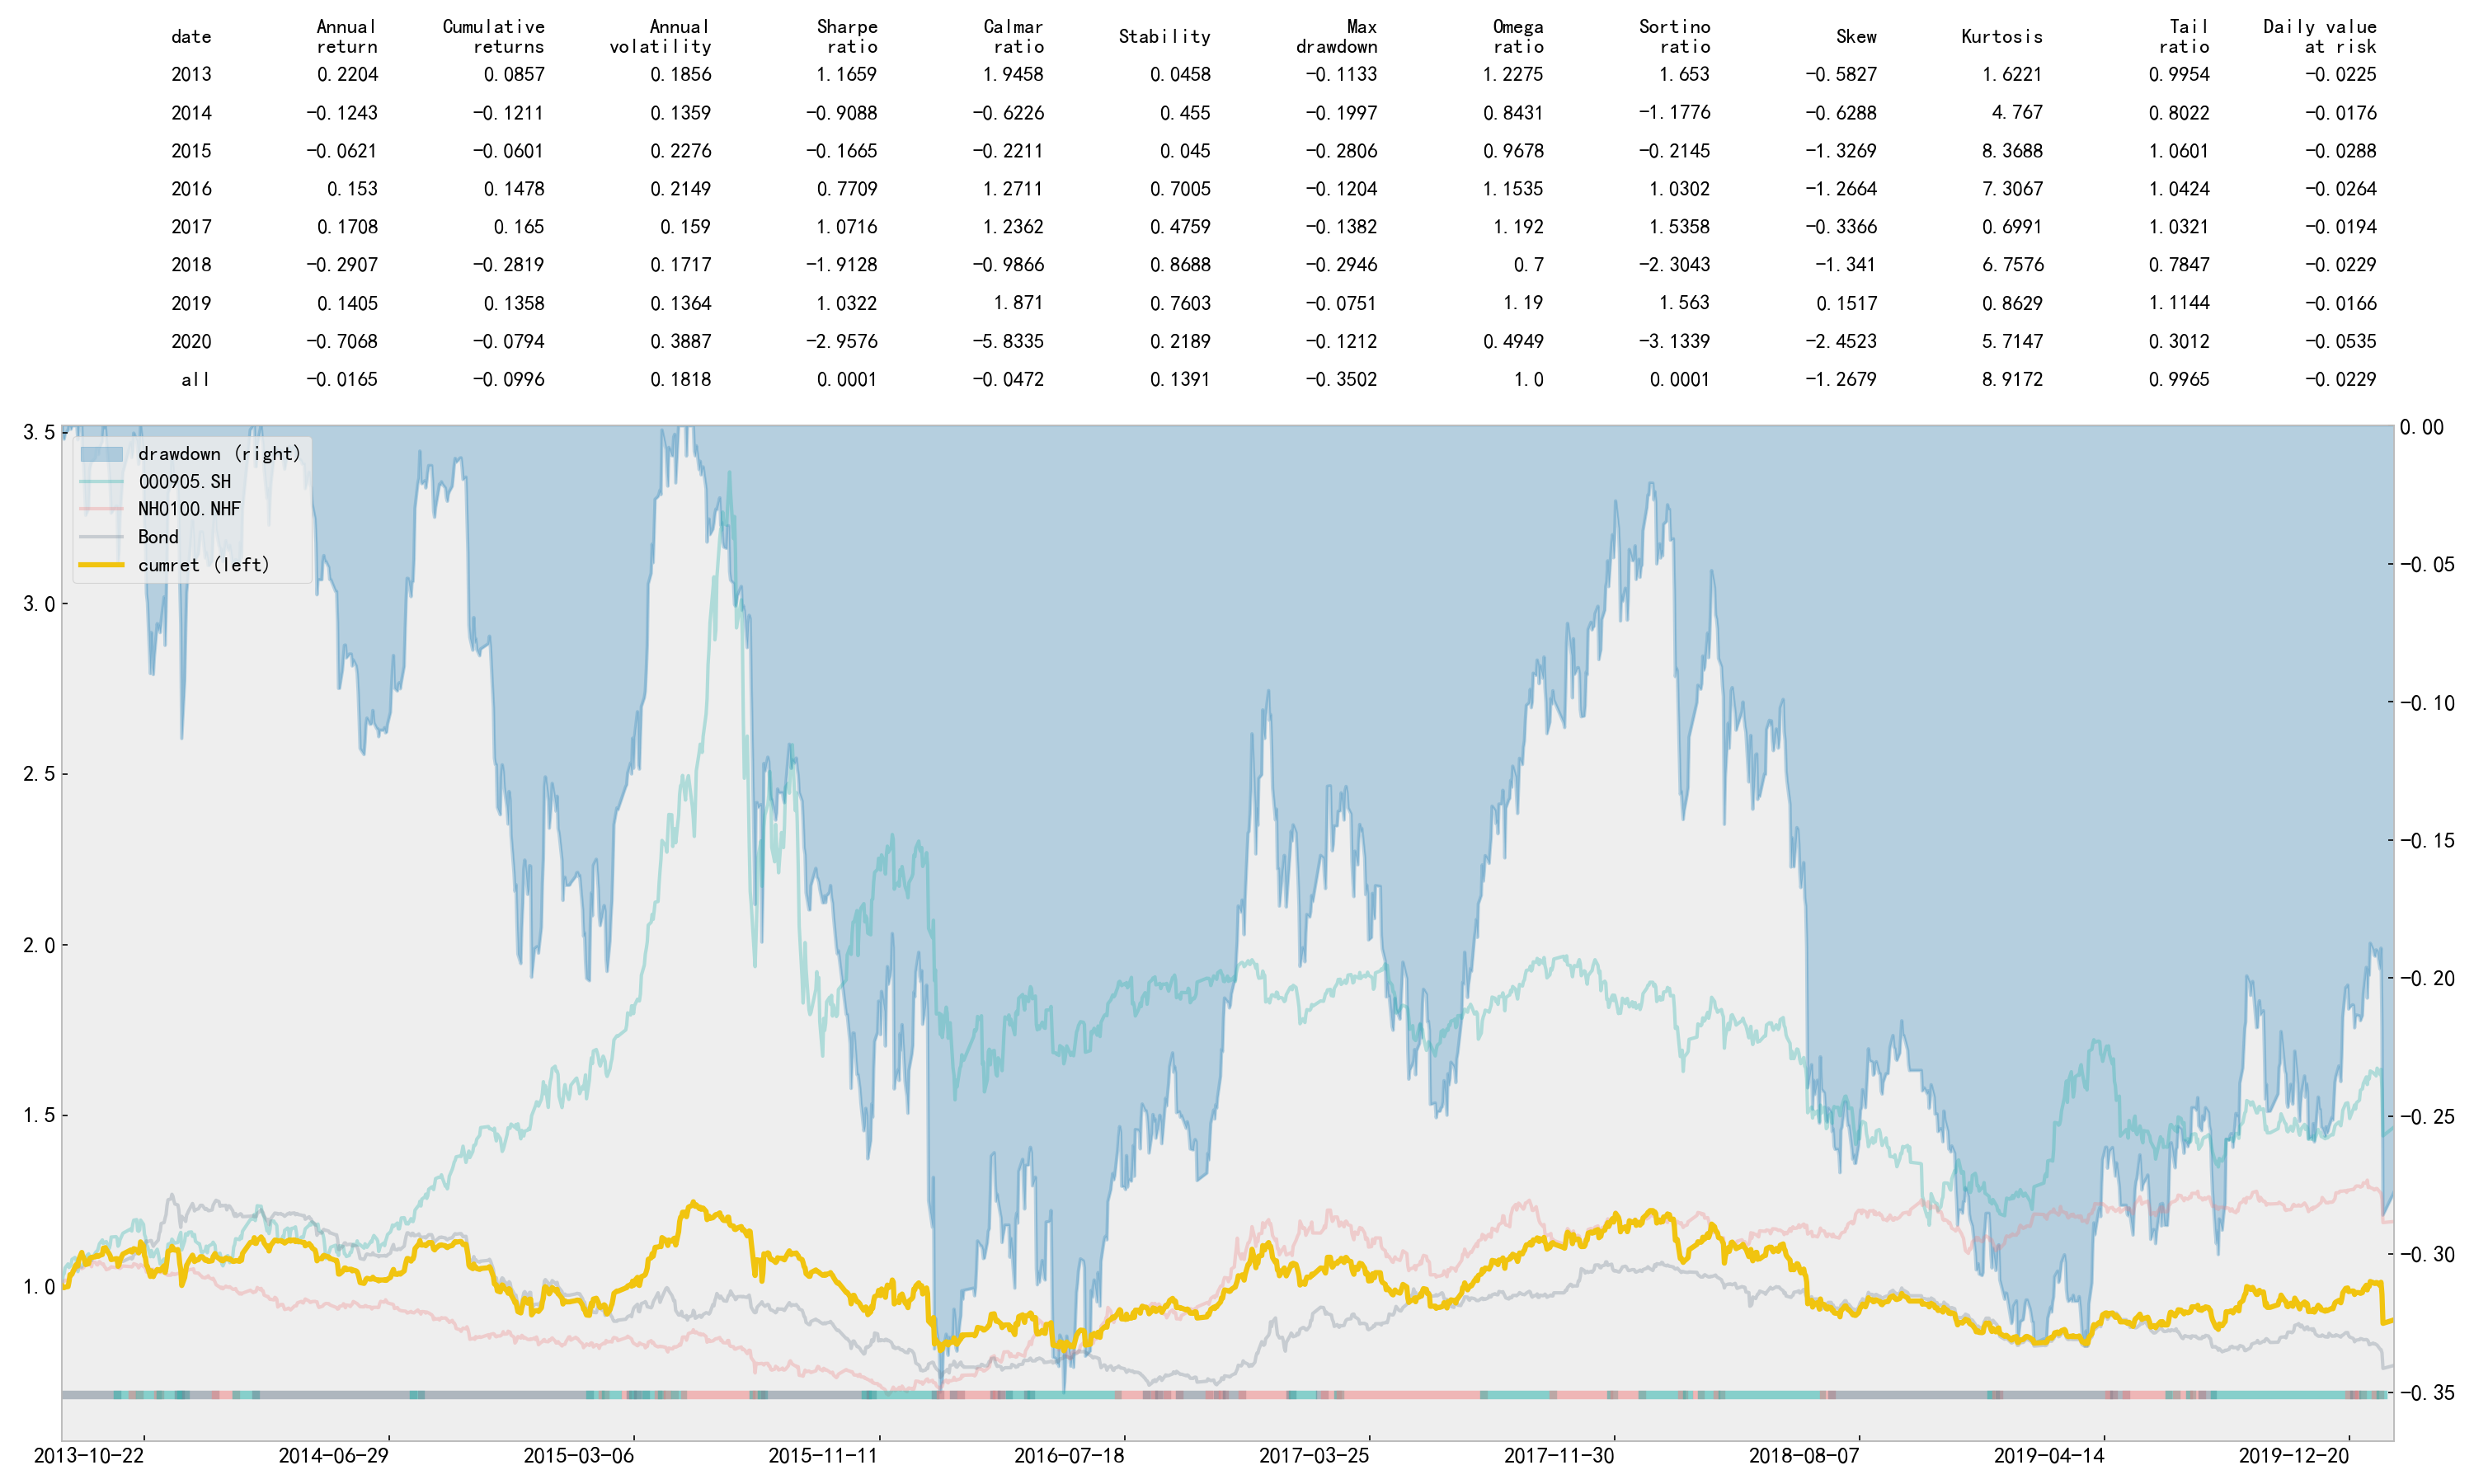 date Annual return Cumulative returns Annual volatility Sharpe ratio Calmar ratio Stability Max drawdown Omega ratio Sortino ratio Skew Kurtosis Tail ratio Daily value at risk
2013 0.2204 0.0857 0.1856 1.1659 1.9458 0.0458 −0.1133 1.2275 1.653 −0.5827 1.6221 0.9954 −0.0225
2014 −0.1243 −0.1211 0.1359 −0.9088 −0.6226 0.455 −0.1997 0.8431 −1.1776 −0.6288 4.767 0.8022 −0.0176
2015 −0.0621 −0.0601 0.2276 −0.1665 −0.2211 0.045 −0.2806 0.9678 −0.2145 −1.3269 8.3688 1.0601 −0.0288
2016 0.153 0.1478 0.2149 0.7709 1.2711 0.7005 −0.1204 1.1535 1.0302 −1.2664 7.3067 1.0424 −0.0264
2017 0.1708 0.165 0.159 1.0716 1.2362 0.4759 −0.1382 1.192 1.5358 −0.3366 0.6991 1.0321 −0.0194
2018 −0.2907 −0.2819 0.1717 −1.9128 −0.9866 0.8688 −0.2946 0.7 −2.3043 −1.341 6.7576 0.7847 −0.0229
2019 0.1405 0.1358 0.1364 1.0322 1.871 0.7603 −0.0751 1.19 1.563 0.1517 0.8629 1.1144 −0.0166
2020 −0.7068 −0.0794 0.3887 −2.9576 −5.8335 0.2189 −0.1212 0.4949 −3.1339 −2.4523 5.7147 0.3012 −0.0535
all −0.0165 −0.0996 0.1818 0.0001 −0.0472 0.1391 −0.3502 1.0 0.0001 −1.2679 8.9172 0.9965 −0.0229
3.5
3.0
2.5
2.0
1.5
1.0
drawdown (right)
000905.SH
NH0100.NHF
Bond
cumret (left)
0.00
−0.05
−0.10
−0.15
−0.20
−0.25
−0.30
−0.35
2013−10−22 2014−06−29 2015−03−06 2015−11−11 2016−07−18 2017−03−25 2017−11−30 2018−08−07 2019−04−14 2019−12−20